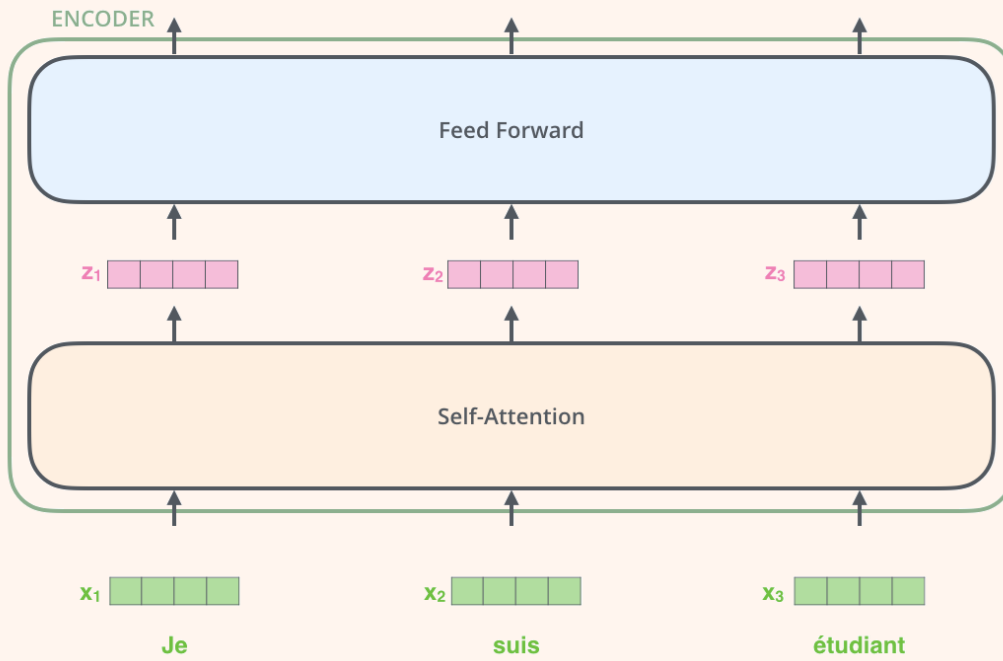 ENCODER
Feed Forward
z₁ z₂ z₃
Self-Attention
x₁ x₂ x₃
Je suis étudiant